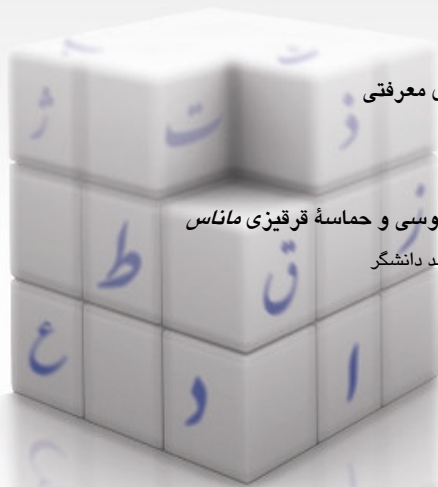 معرفتی
وسی و حماسهٔ قرقیزی ماناس
دانشگر
ژ ت ذ
ط ق ز
ع د ا